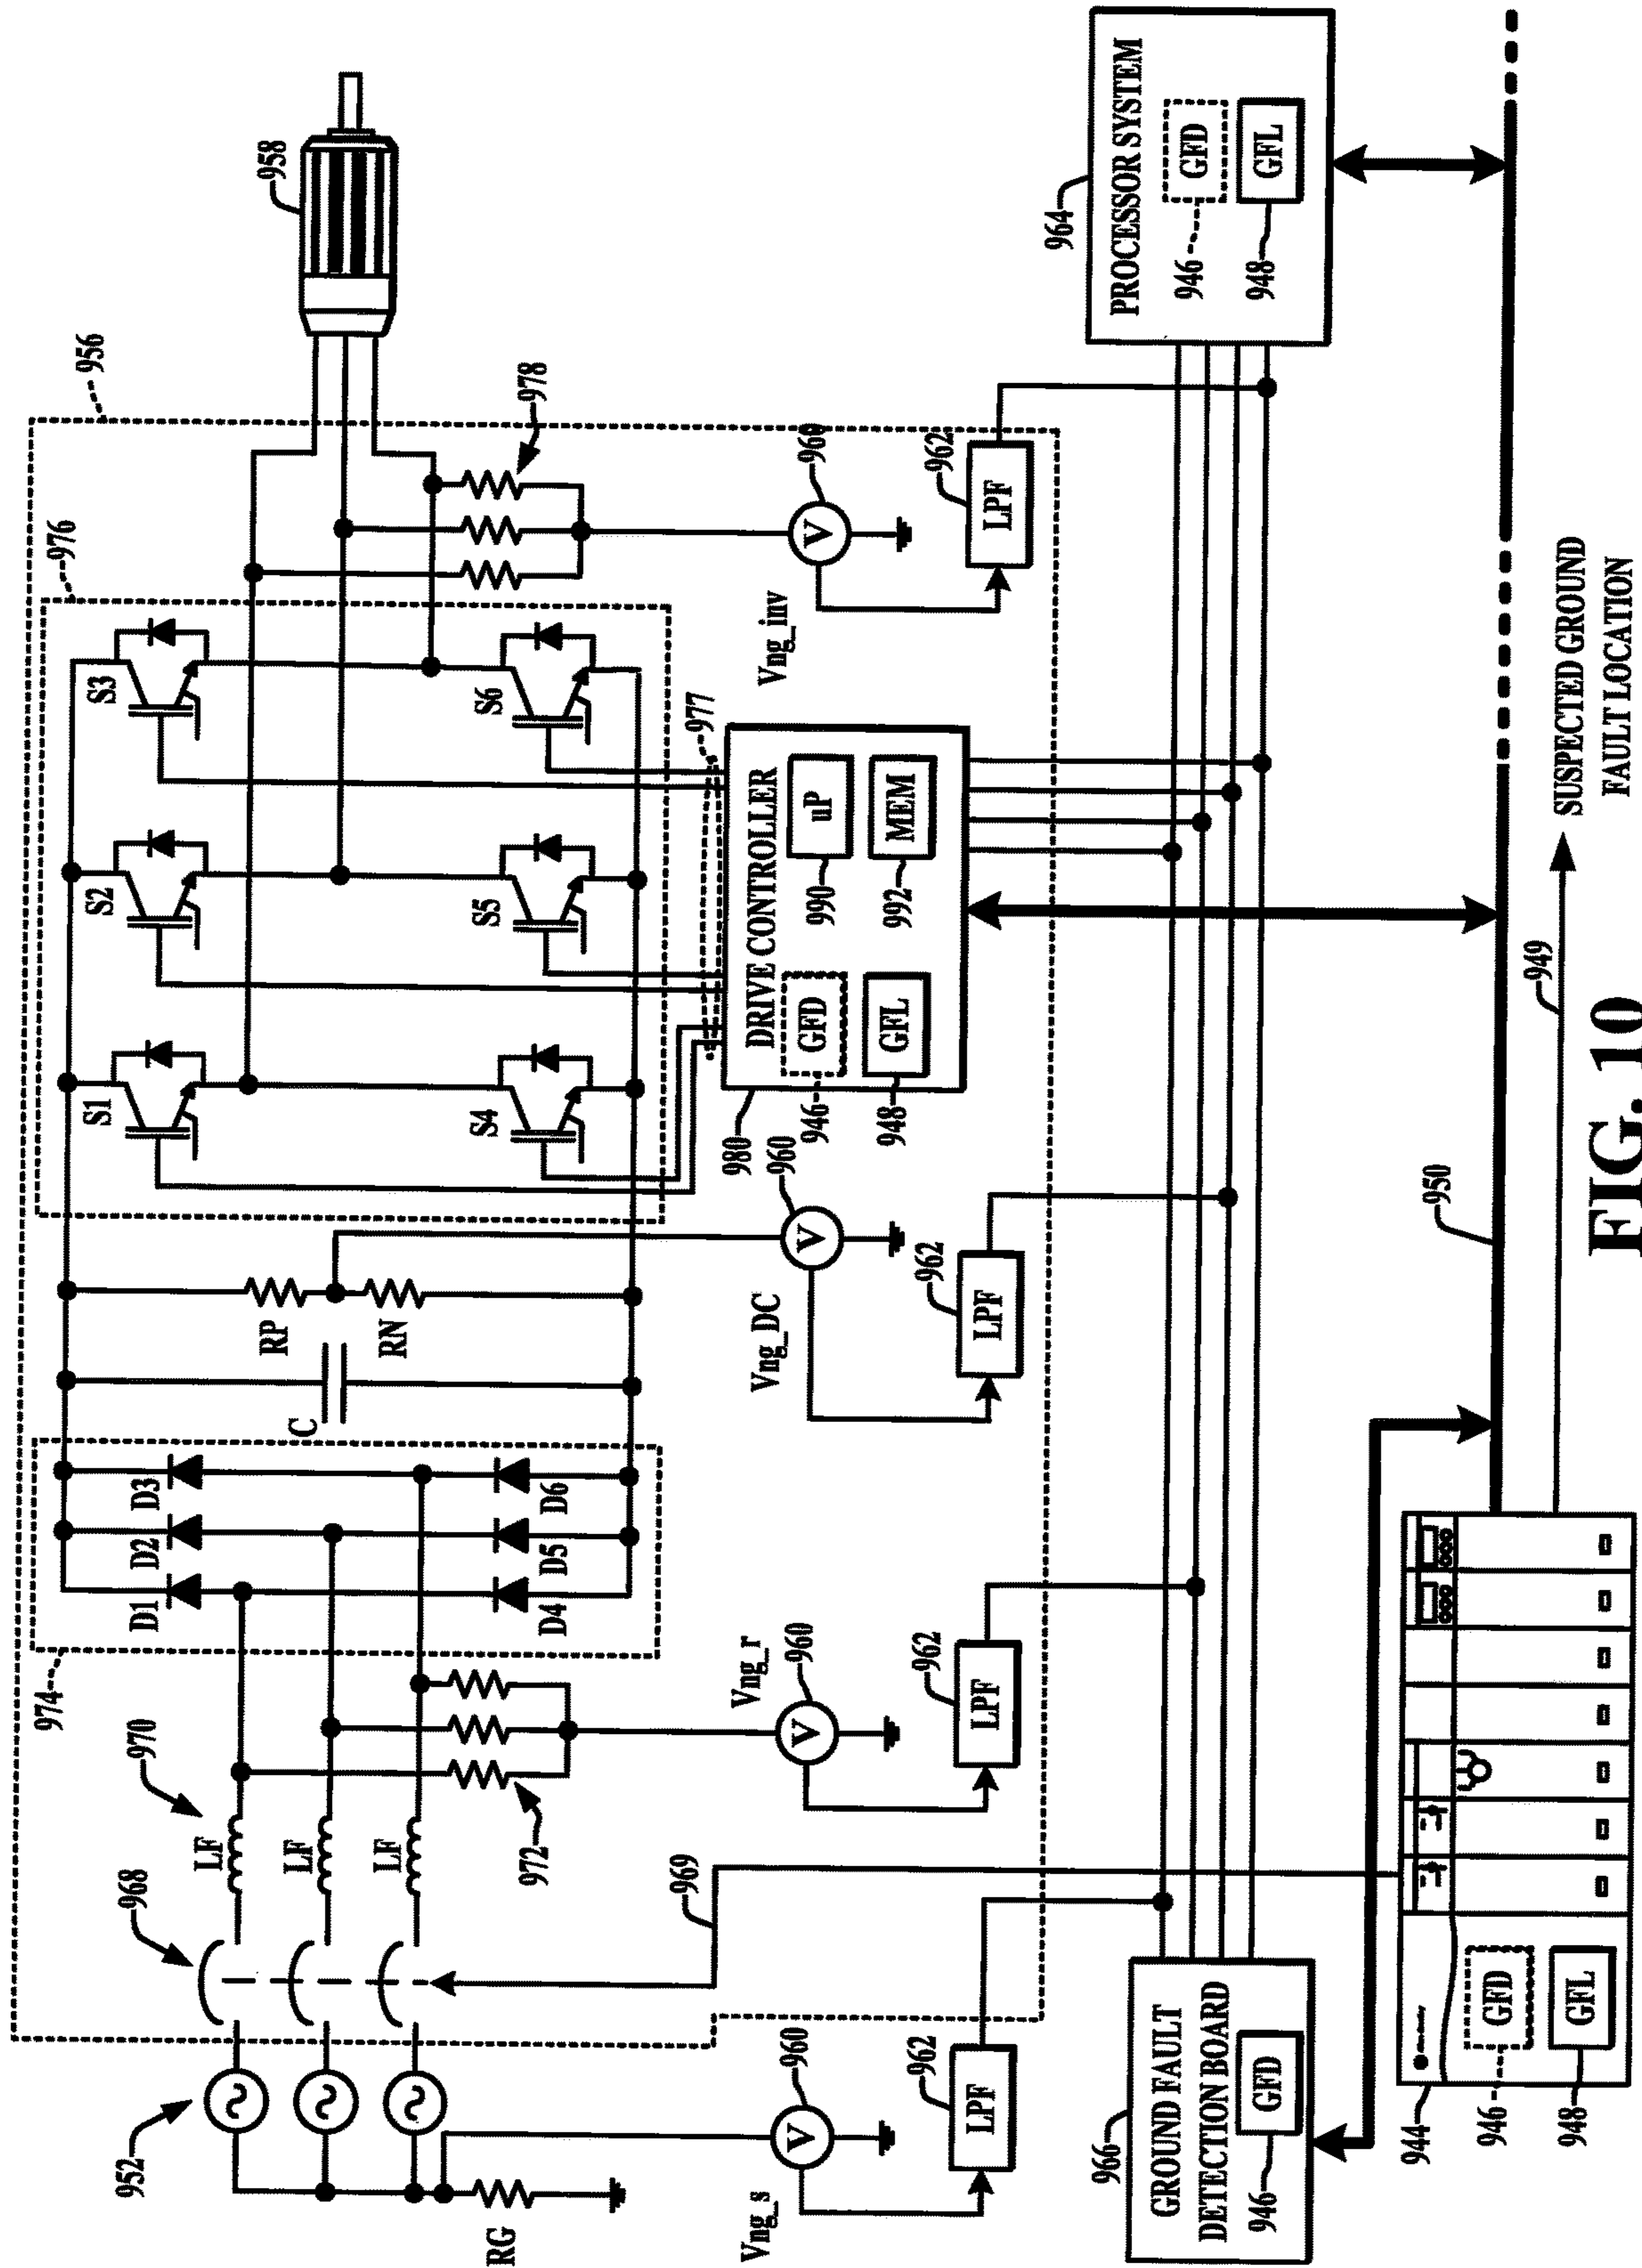 952
968
970
974
976
956
958
LF
LF
LF
D1
D2
D3
D4
D5
D6
C
RP
RN
S1
S2
S3
S4
S5
S6
RG
972
978
977
969
Vng_s
960
V
962
LPF
Vng_r
960
V
962
LPF
Vng_DC
960
V
962
LPF
Vng_inv
960
V
962
LPF
980
DRIVE CONTROLLER
GFD
946
GFL
948
uP
990
MEM
992
966
GROUND FAULT
DETECTION BOARD
GFD
946
964
PROCESSOR SYSTEM
GFD
946
GFL
948
944
GFD
946
GFL
948
950
949
SUSPECTED GROUND
FAULT LOCATION
FIG. 10